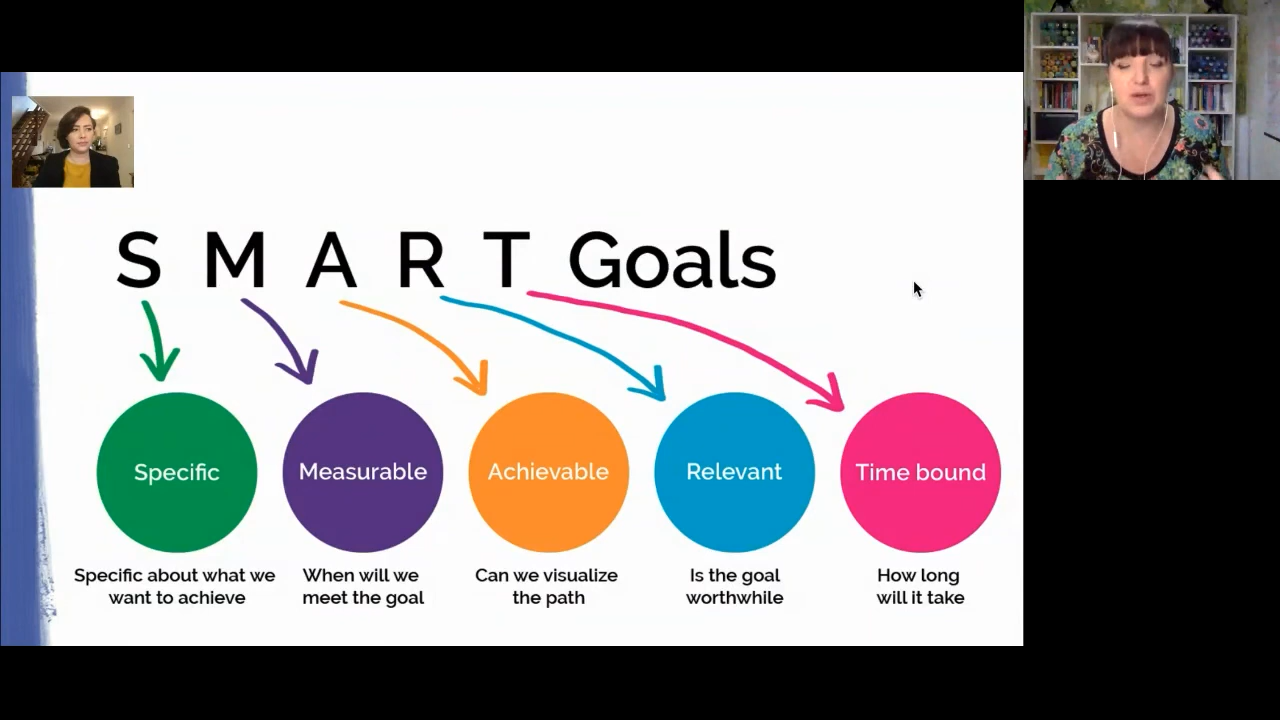 S M A R T Goals
Specific
Measurable
Achievable
Relevant
Time bound
Specific about what we
want to achieve
When will we
meet the goal
Can we visualize
the path
Is the goal
worthwhile
How long
will it take